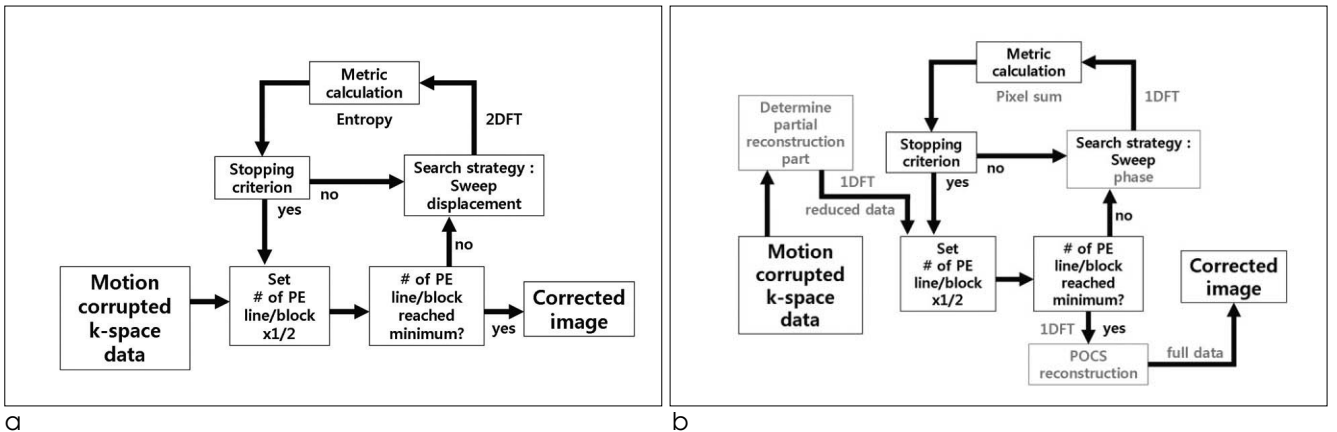 Metric
calculation
Entropy
2DFT
Stopping
criterion
no
yes
Search strategy :
Sweep
displacement
no
Motion
corrupted
k-space
data
Set
# of PE
line/block
x1/2
# of PE
line/block
reached
minimum?
yes
Corrected
image
a
Metric
calculation
Pixel sum
1DFT
Determine
partial
reconstruction
part
Stopping
criterion
no
yes
Search strategy :
Sweep
phase
1DFT
reduced data
no
Motion
corrupted
k-space
data
Set
# of PE
line/block
x1/2
# of PE
line/block
reached
minimum?
Corrected
image
1DFT
yes
POCS
reconstruction
full data
b